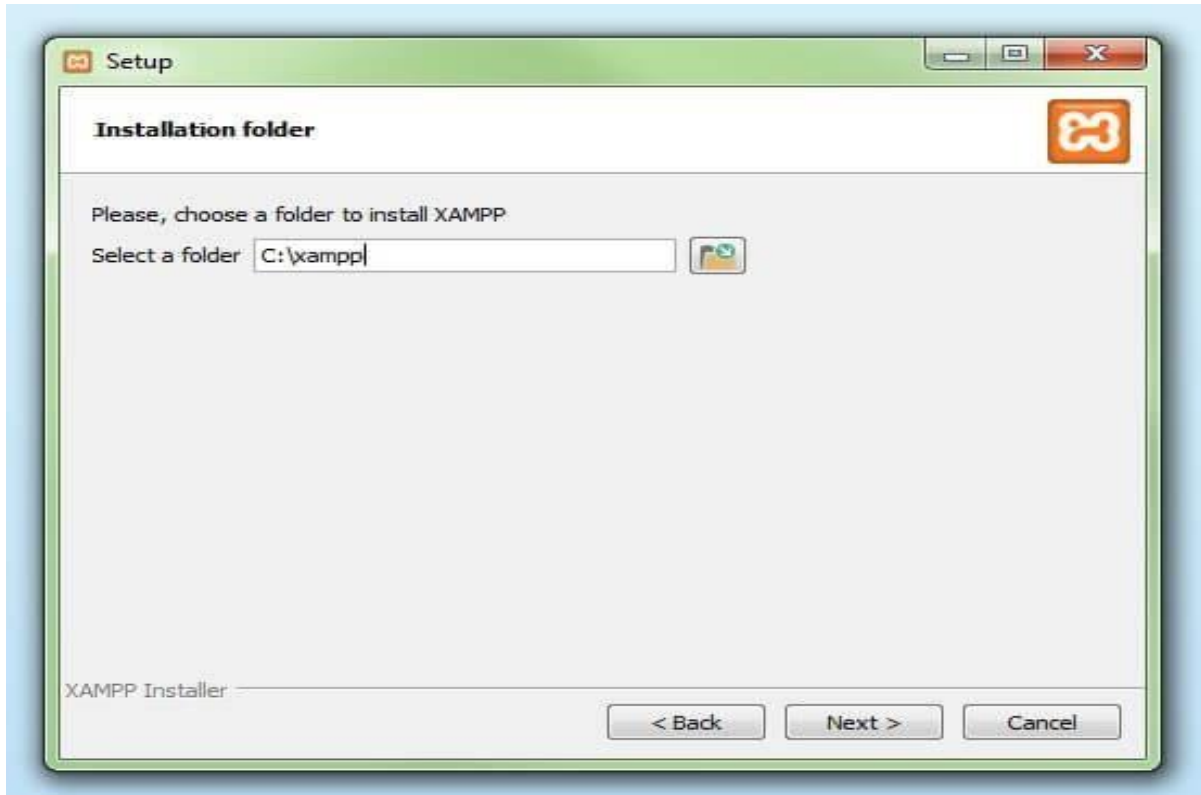 Setup
Installation folder
Please, choose a folder to install XAMPP
Select a folder C:\xampp
XAMPP Installer
< Back Next > Cancel